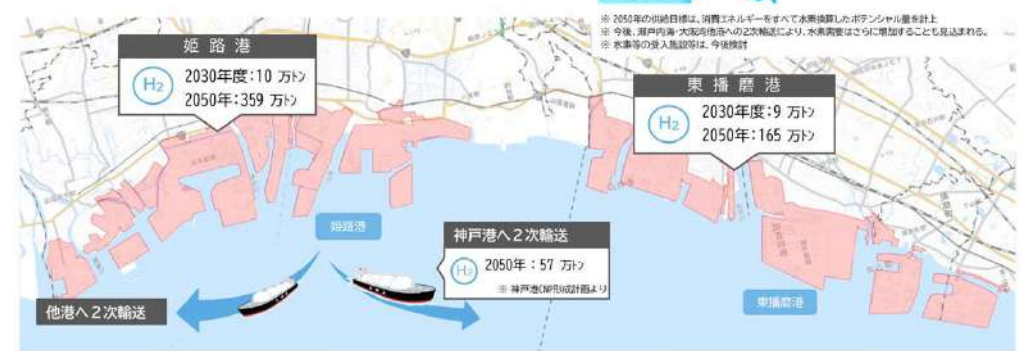 ※ 2050年の供給目標は、消費エネルギーをすべて水素換算したポテンシャル量を計上
※ 今後、瀬戸内海・大阪湾他港への2次輸送により、水素需要はさらに増加することも見込まれる。
※ 水素等の受入施設等は、今後検討
姫路港
H₂
2030年度:10 万トン
2050年:359 万トン
東播磨港
H₂
2030年度:9 万トン
2050年:165 万トン
姫路港
神戸港へ2次輸送
H₂
2050年:57 万トン
※ 神戸港CNP形成計画より
他港へ2次輸送
東播磨港